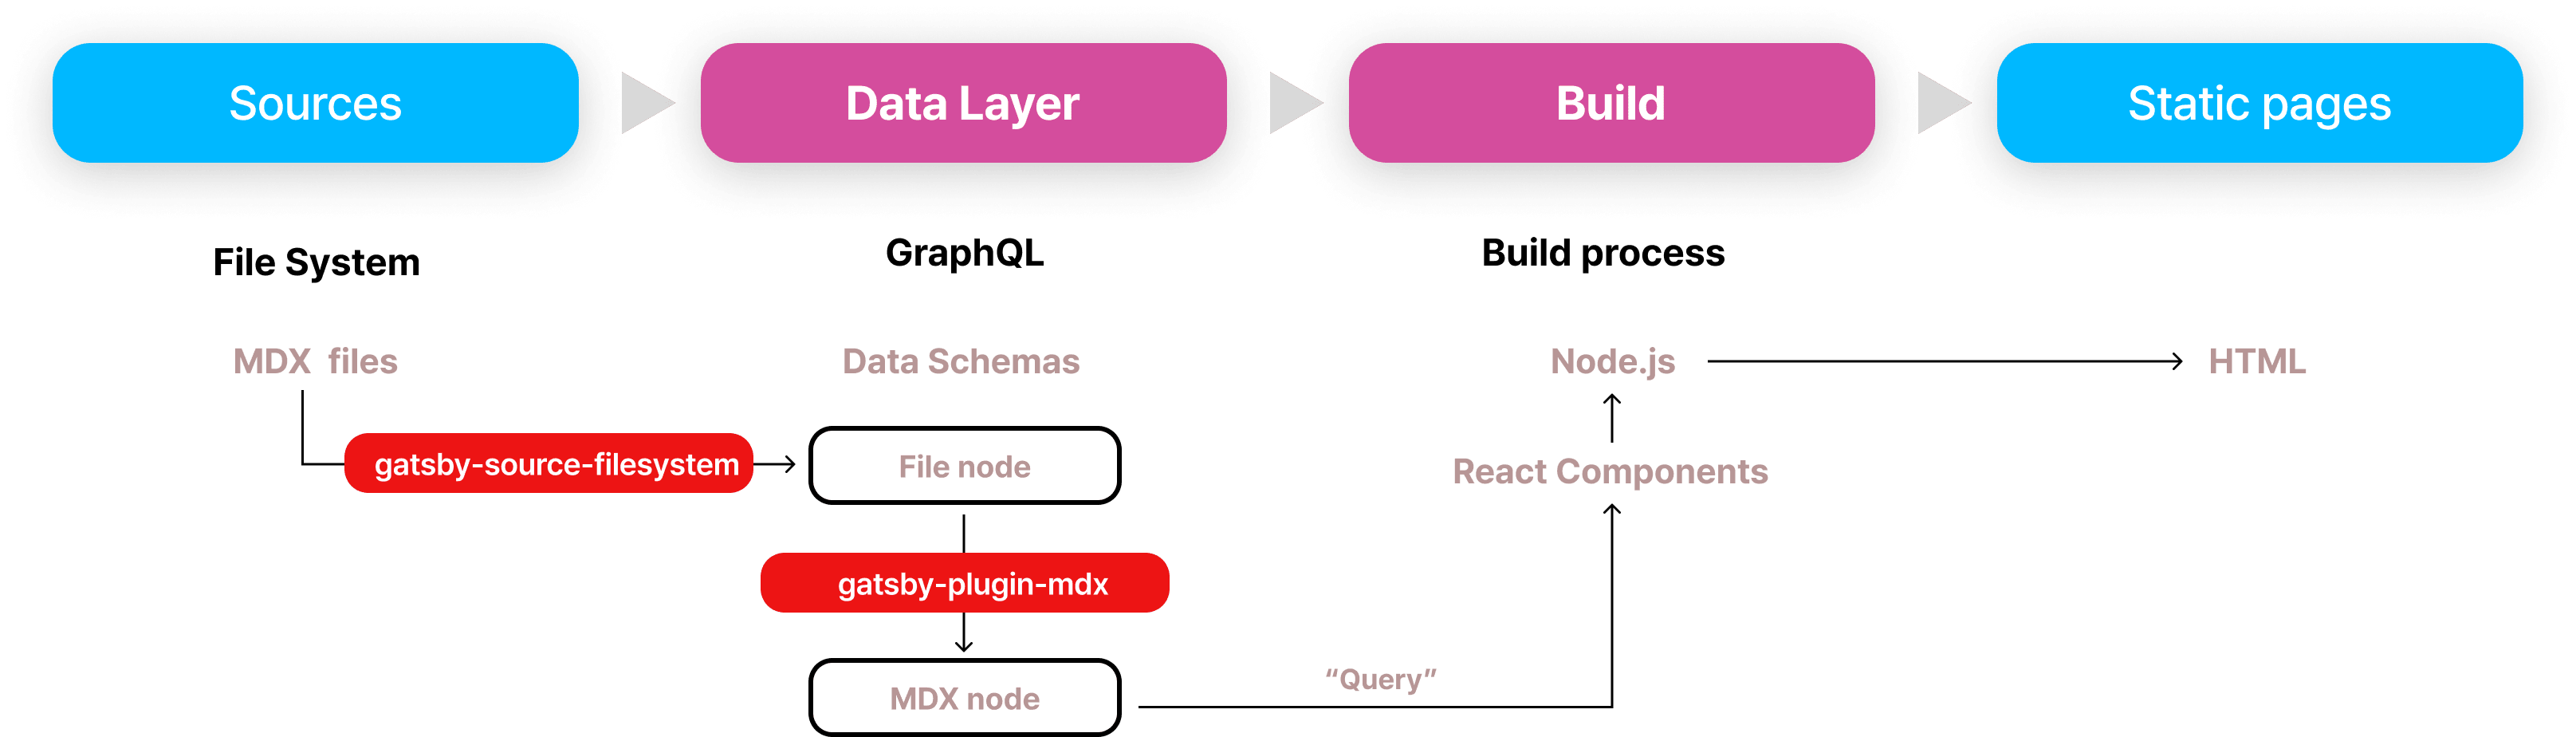 Sources
Data Layer
Build
Static pages
File System
GraphQL
Build process
MDX files
Data Schemas
Node.js
HTML
gatsby-source-filesystem
File node
React Components
gatsby-plugin-mdx
“Query”
MDX node